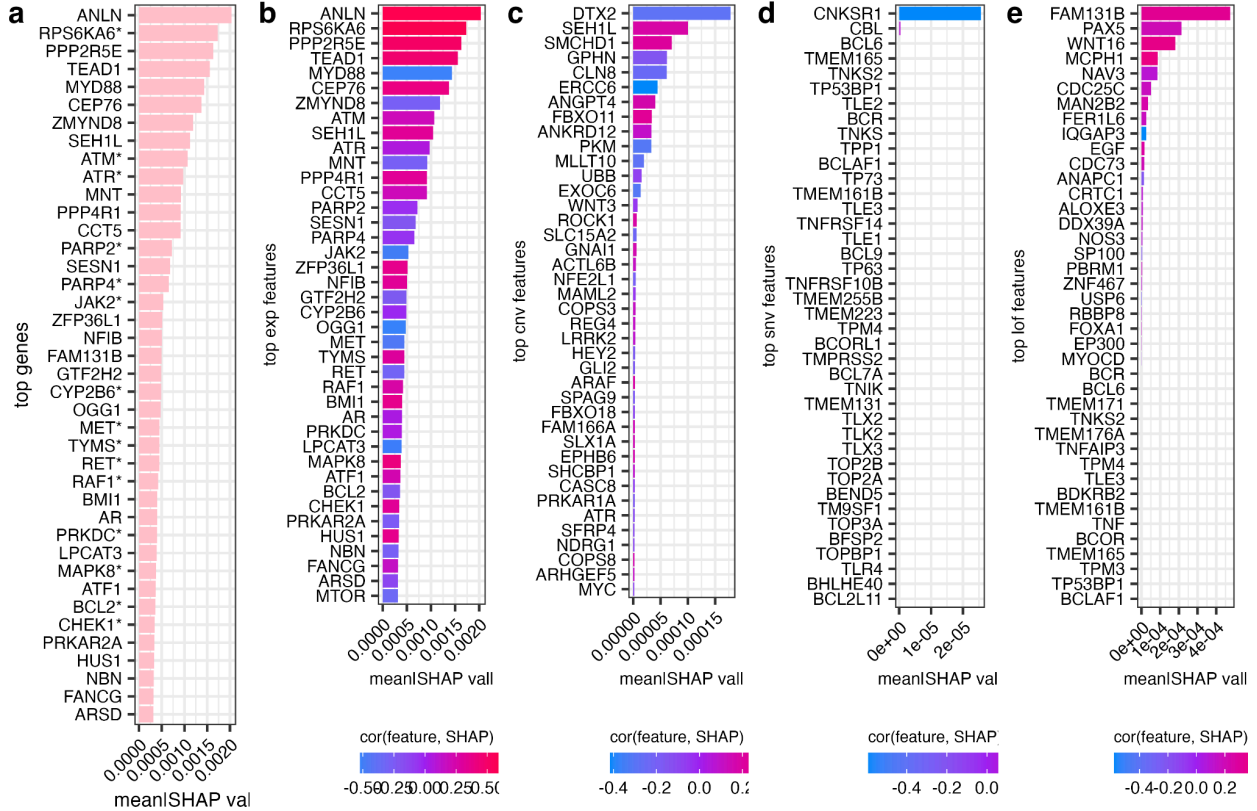 a
top genes
ANLN
RPS6KA6*
PPP2R5E
TEAD1
MYD88
CEP76
ZMYND8
SEH1L
ATM*
ATR*
MNT
PPP4R1
CCT5
PARP2*
SESN1
PARP4*
JAK2*
ZFP36L1
NFIB
FAM131B
GTF2H2
CYP2B6*
OGG1
MET*
TYMS*
RET*
RAF1*
BMI1
AR
PRKDC*
LPCAT3
MAPK8*
ATF1
BCL2*
CHEK1*
PRKAR2A
HUS1
NBN
FANCG
ARSD
0.0000
0.0005
0.0010
0.0015
0.0020
mean|SHAP val
b
top exp features
ANLN
RPS6KA6
PPP2R5E
TEAD1
MYD88
CEP76
ZMYND8
ATM
SEH1L
ATR
MNT
PPP4R1
CCT5
PARP2
SESN1
PARP4
JAK2
ZFP36L1
NFIB
GTF2H2
CYP2B6
OGG1
MET
TYMS
RET
RAF1
BMI1
AR
PRKDC
LPCAT3
MAPK8
ATF1
BCL2
CHEK1
PRKAR2A
HUS1
NBN
FANCG
ARSD
MTOR
0.0000
0.0005
0.0010
0.0015
0.0020
mean|SHAP val|
cor(feature, SHAP)
-0.50 -0.25 0.00 0.25 0.50
c
top cnv features
DTX2
SEH1L
SMCHD1
GPHN
CLN8
ERCC6
ANGPT4
FBXO11
ANKRD12
PKM
MLLT10
UBB
EXOC6
WNT3
ROCK1
SLC15A2
GNAI1
ACTL6B
NFE2L1
MAML2
COPS3
REG4
LRRK2
HEY2
GLI2
ARAF
SPAG9
FBXO18
FAM166A
SLX1A
EPHB6
SHCBP1
CASC8
PRKAR1A
ATR
SFRP4
NDRG1
COPS8
ARHGEF5
MYC
0.00000
0.00005
0.00010
0.00015
mean|SHAP val|
cor(feature, SHAP)
-0.4 -0.2 0.0
d
top snv features
CNKSR1
CBL
BCL6
TMEM165
TNKS2
TP53BP1
TLE2
BCR
TNKS
TPP1
BCLAF1
TP73
TMEM161B
TLE3
TNFRSF14
TLE1
BCL9
TP63
TNFRSF10B
TMEM255B
TMEM223
TPM4
BCORL1
TMPRSS2
BCL7A
TNIK
TMEM131
TLX2
TLK2
TLX3
TOP2B
TOP2A
BEND5
TM9SF1
TOP3A
BFSP2
TOPBP1
TLR4
BHLHE40
BCL2L11
0e+00
1e-05
2e-05
mean|SHAP val
cor(feature, SHAP)
-0.4 -0.2 0.0
e
top lof features
FAM131B
PAX5
WNT16
MCPH1
NAV3
CDC25C
MAN2B2
FER1L6
IQGAP3
EGF
CDC73
ANAPC1
CRTC1
ALOXE3
DDX39A
NOS3
SP100
PBRM1
ZNF467
USP6
RBBP8
FOXA1
EP300
MYOCD
BCR
BCL6
TMEM171
TNKS2
TMEM176A
TNFAIP3
TPM4
TLE3
BDKRB2
TMEM161B
TNF
BCOR
TMEM165
TPM3
TP53BP1
BCLAF1
0e+00
1e-04
2e-04
3e-04
4e-04
mean|SHAP val|
cor(feature, SHAP)
-0.4 -0.2 0.0 0.2